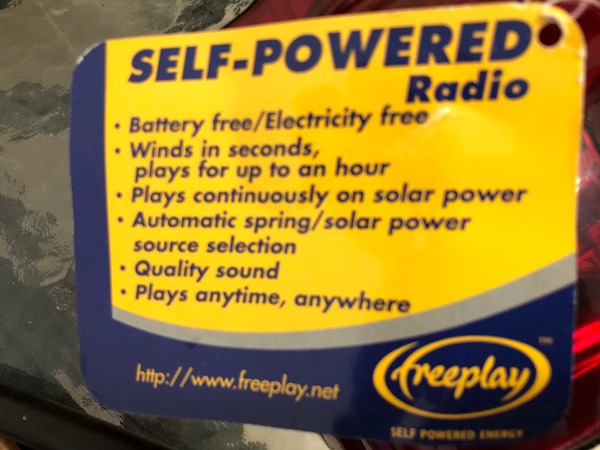 SELF-POWERED
Radio
• Battery free/Electricity free
• Winds in seconds,
plays for up to an hour
• Plays continuously on solar power
• Automatic spring/solar power
source selection
• Quality sound
• Plays anytime, anywhere
http://www.freeplay.net
freeplay TM
SELF POWERED ENERGY